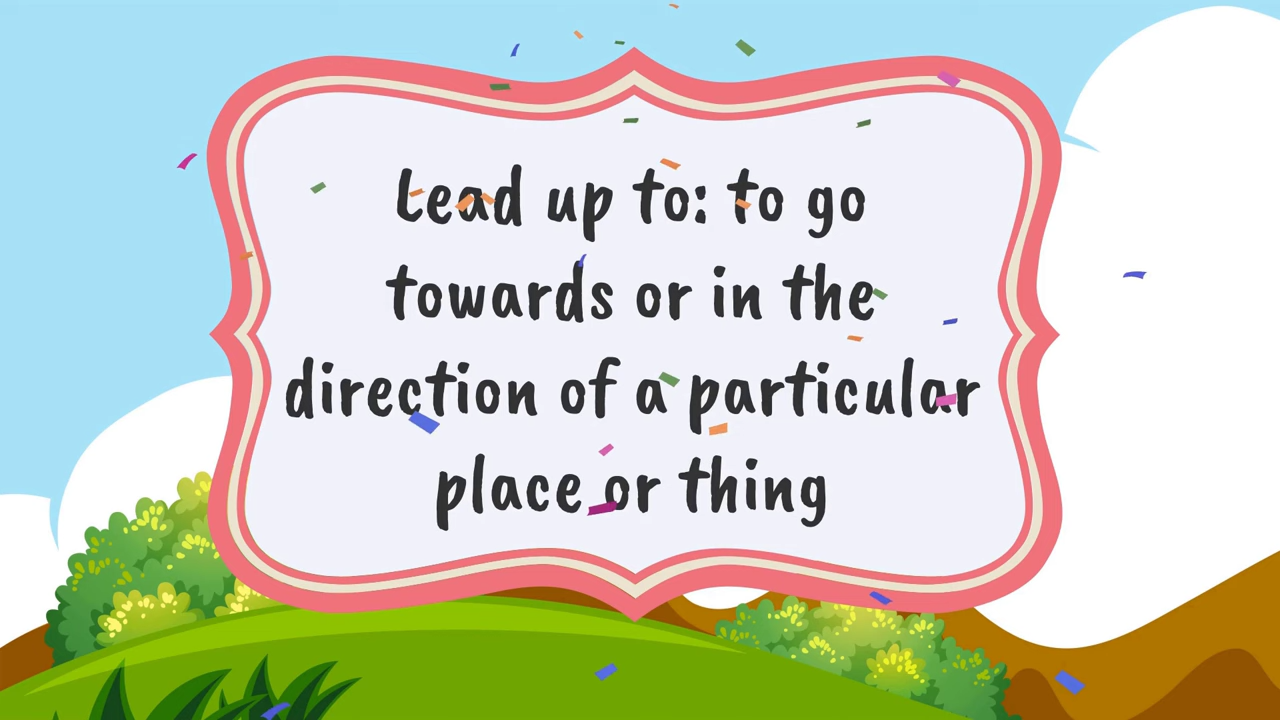 Lead up to: to go
towards or in the
direction of a particular
place or thing